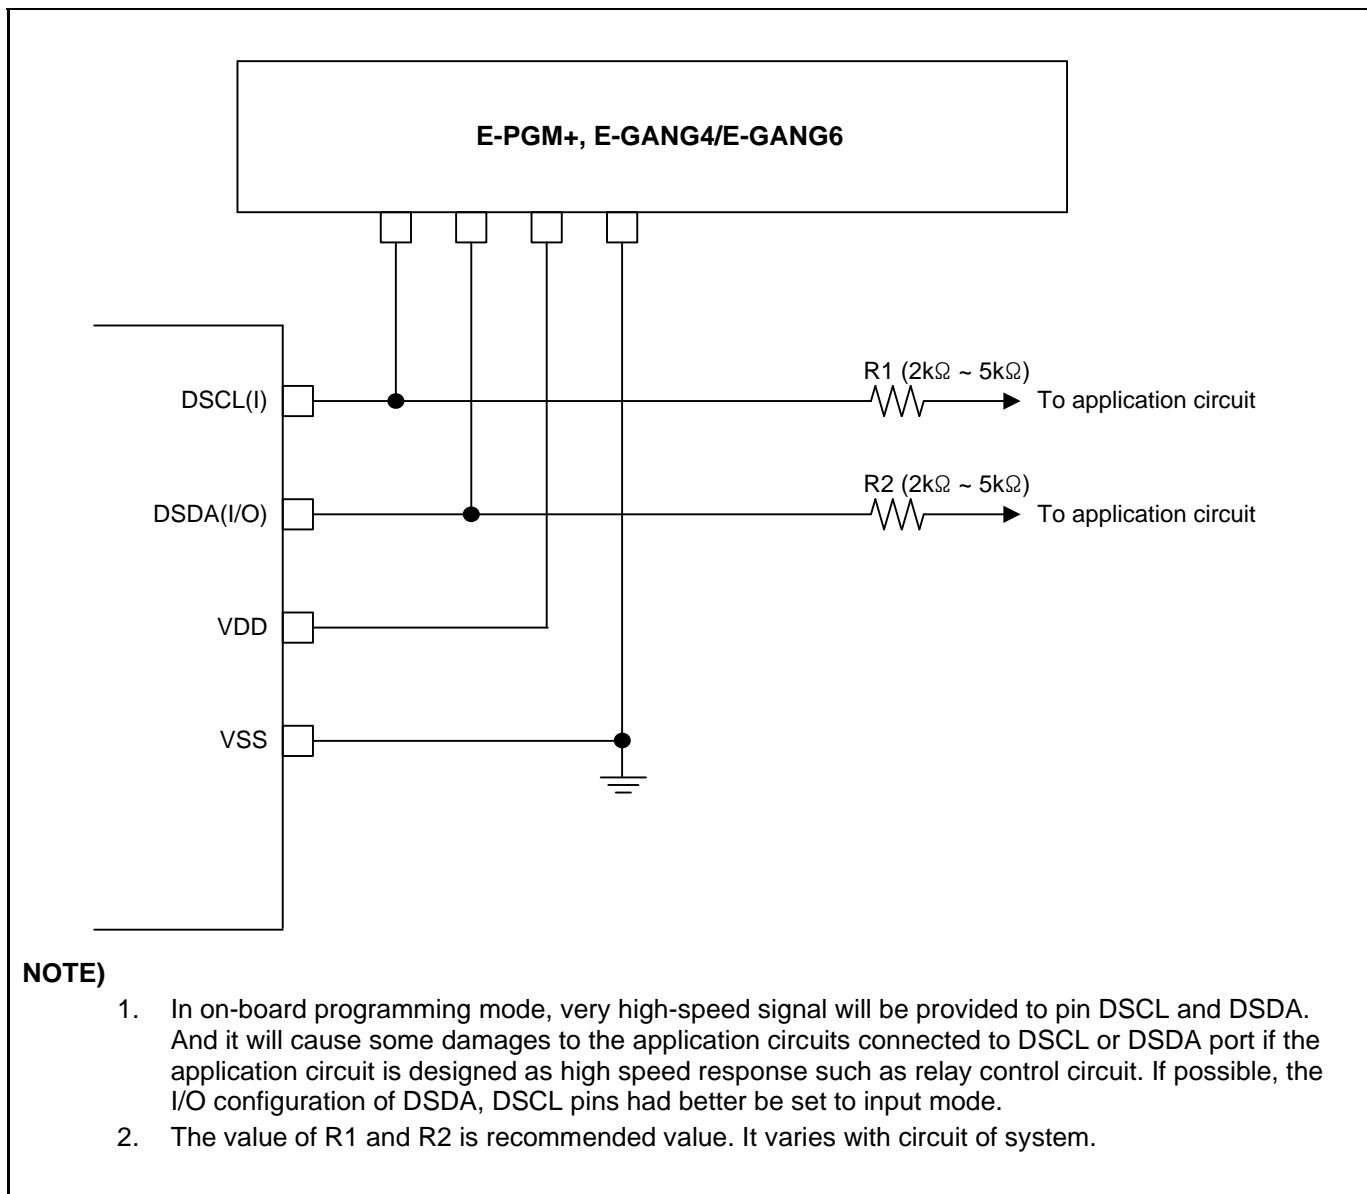 E-PGM+, E-GANG4/E-GANG6
R1 (2kΩ ~ 5kΩ)
DSCL(I)
To application circuit
R2 (2kΩ ~ 5kΩ)
DSDA(I/O)
To application circuit
VDD
VSS
NOTE)
1. In on-board programming mode, very high-speed signal will be provided to pin DSCL and DSDA.
And it will cause some damages to the application circuits connected to DSCL or DSDA port if the
application circuit is designed as high speed response such as relay control circuit. If possible, the
I/O configuration of DSDA, DSCL pins had better be set to input mode.
2. The value of R1 and R2 is recommended value. It varies with circuit of system.